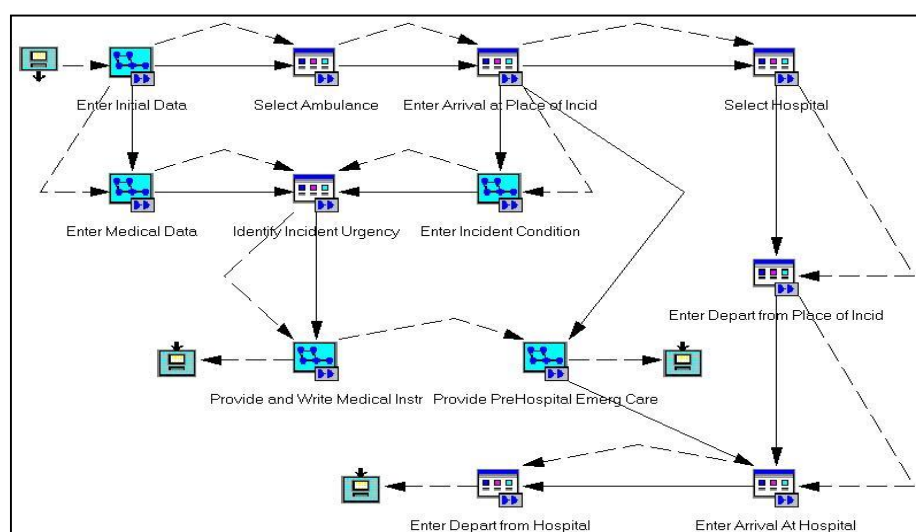 Enter Initial Data
Select Ambulance
Enter Arrival at Place of Incid
Select Hospital
Enter Medical Data
Identify Incident Urgency
Enter Incident Condition
Enter Depart from Place of Incid
Provide and Write Medical Instr
Provide PreHospital Emerg Care
Enter Depart from Hospital
Enter Arrival At Hospital